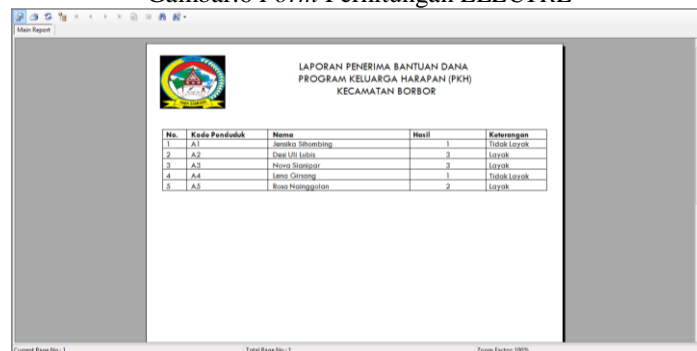 Gambar.8 Form Perhitungan ELECTRE
Main Report
LAPORAN PENERIMA BANTUAN DANA
PROGRAM KELUARGA HARAPAN (PKH)
KECAMATAN BORBOR
No. Kode Penduduk Nama Hasil Keterangan
1 A1 Jensika Sihombing 1 Tidak Layak
2 A2 Desi Uli Lubis 3 Layak
3 A3 Nova Sianipar 3 Layak
4 A4 Lena Girsang 1 Tidak Layak
5 A5 Rosa Nainggolan 2 Layak
Current Page No.: 1 Total Page No.: 1 Zoom Factor: 100%